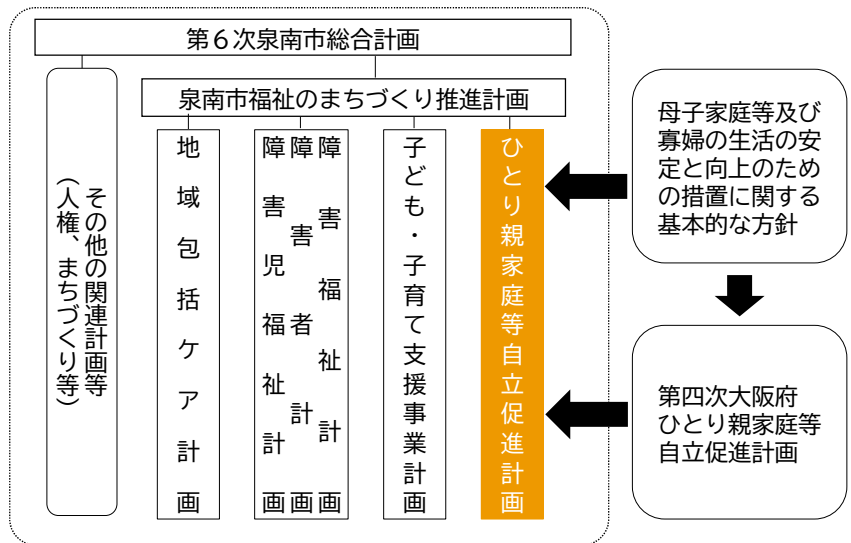 第6次泉南市総合計画
泉南市福祉のまちづくり推進計画
その他の関連計画等
（人権、まちづくり等）
地域包括ケア計画
障害福祉計画
障害者計画
障害児福祉計画
子ども・子育て支援事業計画
ひとり親家庭等自立促進計画
母子家庭等及び
寡婦の生活の安
定と向上のため
の措置に関する
基本的な方針
第四次大阪府
ひとり親家庭等
自立促進計画